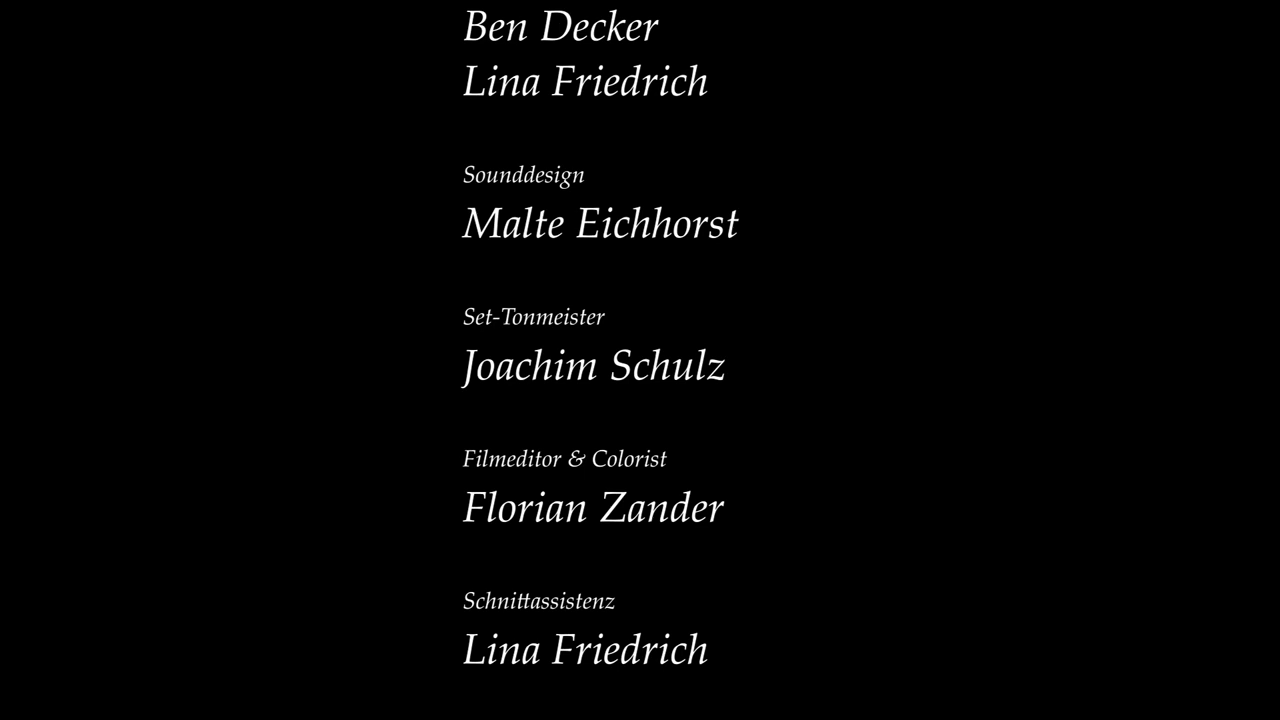 Ben Decker
Lina Friedrich
Sounddesign
Malte Eichhorst
Set-Tonmeister
Joachim Schulz
Filmeditor & Colorist
Florian Zander
Schnittassistenz
Lina Friedrich